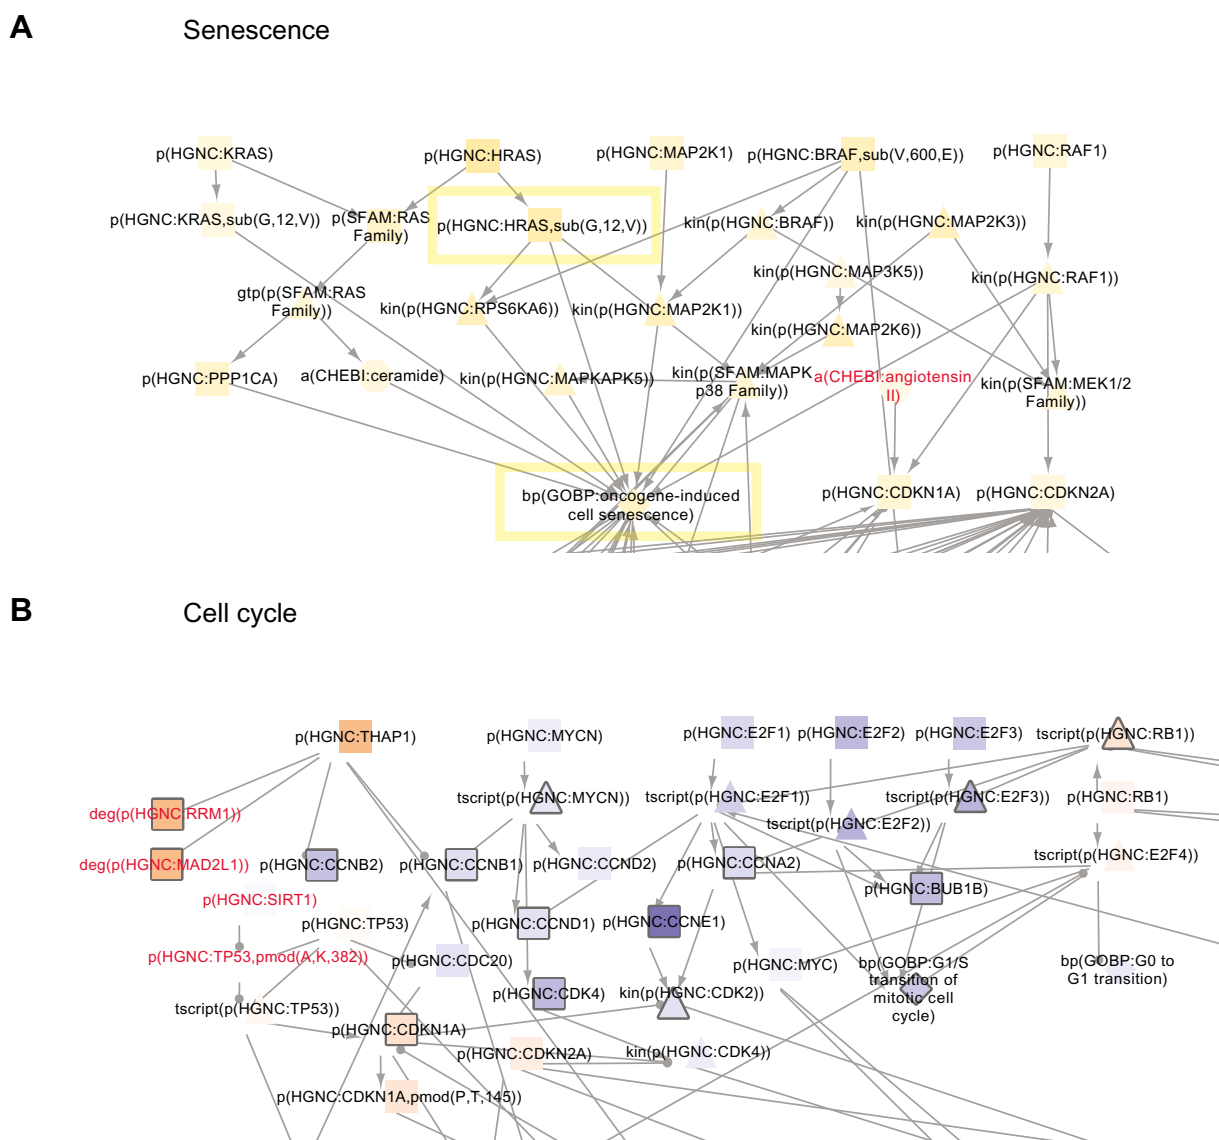 A
Senescence
p(HGNC:KRAS)
p(HGNC:HRAS)
p(HGNC:MAP2K1)
p(HGNC:BRAF,sub(V,600,E))
p(HGNC:RAF1)
p(HGNC:KRAS,sub(G,12,V))
p(SFAM:RAS
Family)
p(HGNC:HRAS,sub(G,12,V))
kin(p(HGNC:BRAF))
kin(p(HGNC:MAP2K3))
kin(p(HGNC:MAP3K5))
kin(p(HGNC:RAF1))
gtp(p(SFAM:RAS
Family))
kin(p(HGNC:RPS6KA6))
kin(p(HGNC:MAP2K1))
kin(p(HGNC:MAP2K6))
p(HGNC:PPP1CA)
a(CHEBI:ceramide)
kin(p(HGNC:MAPKAPK5))
kin(p(SFAM:MAPK
p38 Family))
a(CHEBI:angiotensin
II)
kin(p(SFAM:MEK1/2
Family))
bp(GOBP:oncogene-induced
cell senescence)
p(HGNC:CDKN1A)
p(HGNC:CDKN2A)
B
Cell cycle
p(HGNC:THAP1)
p(HGNC:MYCN)
p(HGNC:E2F1)
p(HGNC:E2F2)
p(HGNC:E2F3)
tscript(p(HGNC:RB1))
deg(p(HGNC:RRM1))
tscript(p(HGNC:MYCN))
tscript(p(HGNC:E2F1))
tscript(p(HGNC:E2F2))
tscript(p(HGNC:E2F3))
p(HGNC:RB1)
deg(p(HGNC:MAD2L1))
p(HGNC:CCNB2)
p(HGNC:CCNB1)
p(HGNC:CCND2)
p(HGNC:CCNA2)
tscript(p(HGNC:E2F4))
p(HGNC:BUB1B)
p(HGNC:SIRT1)
p(HGNC:TP53)
p(HGNC:CCND1)
p(HGNC:CCNE1)
p(HGNC:TP53,pmod(A,K,382))
p(HGNC:CDC20)
p(HGNC:MYC)
bp(GOBP:G1/S
transition of
mitotic cell
cycle)
bp(GOBP:G0 to
G1 transition)
tscript(p(HGNC:TP53))
p(HGNC:CDK4)
kin(p(HGNC:CDK2))
p(HGNC:CDKN1A)
p(HGNC:CDKN2A)
kin(p(HGNC:CDK4))
p(HGNC:CDKN1A,pmod(P,T,145))